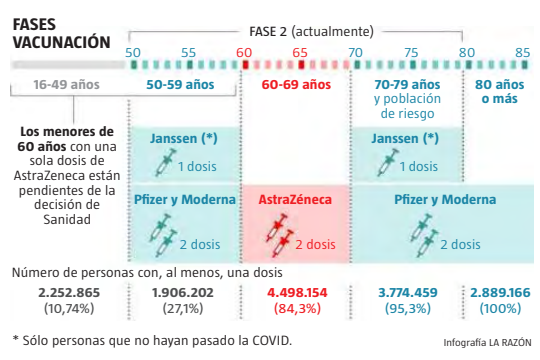 FASES
VACUNACIÓN
FASE 2 (actualmente)
50 55 60 65 70 75 80 85
16-49 años
50-59 años
60-69 años
70-79 años
y población
de riesgo
80 años
o más
Los menores de
60 años con una
sola dosis de
AstraZeneca están
pendientes de la
decisión de
Sanidad
Janssen (*)
1 dosis
Janssen (*)
1 dosis
Pfizer y Moderna
2 dosis
AstraZéneca
2 dosis
Pfizer y Moderna
2 dosis
Número de personas con, al menos, una dosis
2.252.865 1.906.202 4.498.154 3.774.459 2.889.166
(10,74%) (27,1%) (84,3%) (95,3%) (100%)
* Sólo personas que no hayan pasado la COVID.
Infografía LA RAZÓN